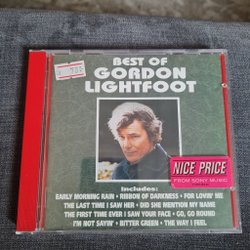 BEST OF
GORDON
LIGHTFOOT
Includes:
EARLY MORNING RAIN • RIBBON OF DARKNESS • FOR LOVIN' ME
THE LAST TIME I SAW HER • DID SHE MENTION MY NAME
THE FIRST TIME EVER I SAW YOUR FACE • GO, GO ROUND
I'M NOT SAYIN' • BITTER GREEN • THE WAY I FEEL
NICE PRICE
FROM SONY MUSIC